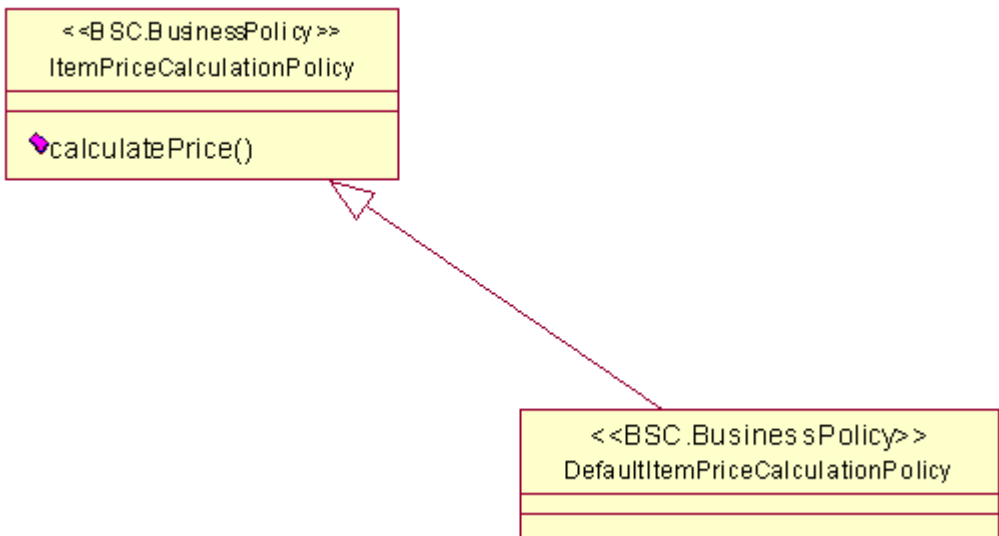 <<BSC.BusinessPolicy>>
ItemPriceCalculationPolicy
calculatePrice()
<<BSC.BusinessPolicy>>
DefaultItemPriceCalculationPolicy